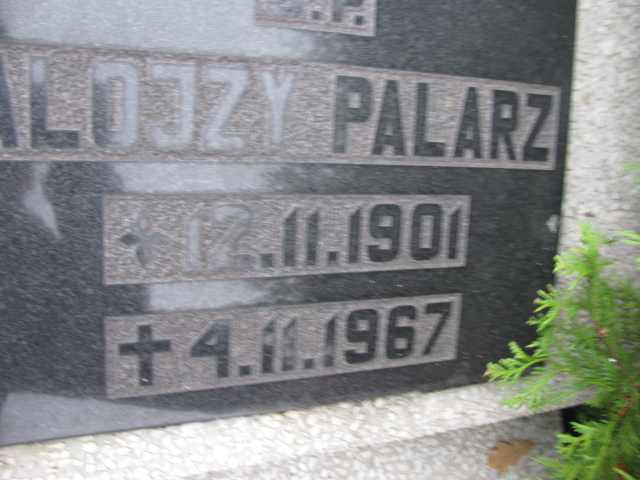 Ś.P.
ALOJZY PALARZ
12.11.1901
✝ 4.11.1967